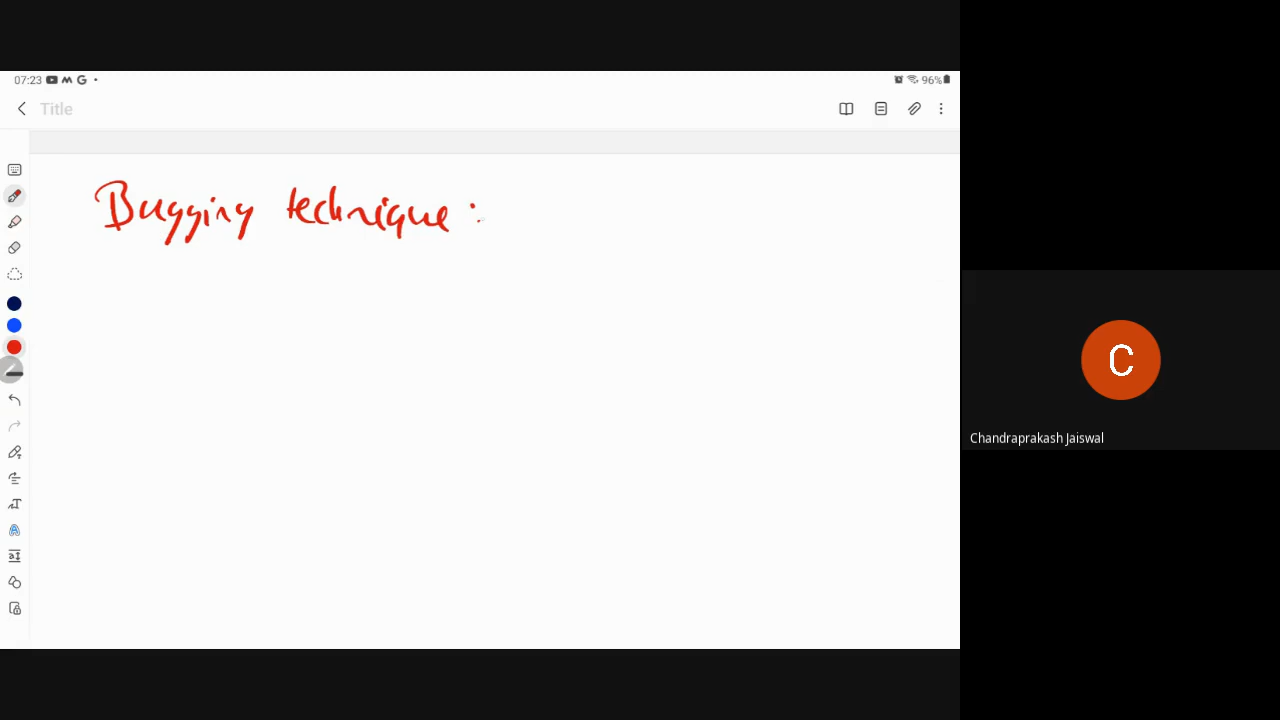 07:23 M G • 96%
Title
Bugging technique :
C
Chandraprakash Jaiswal